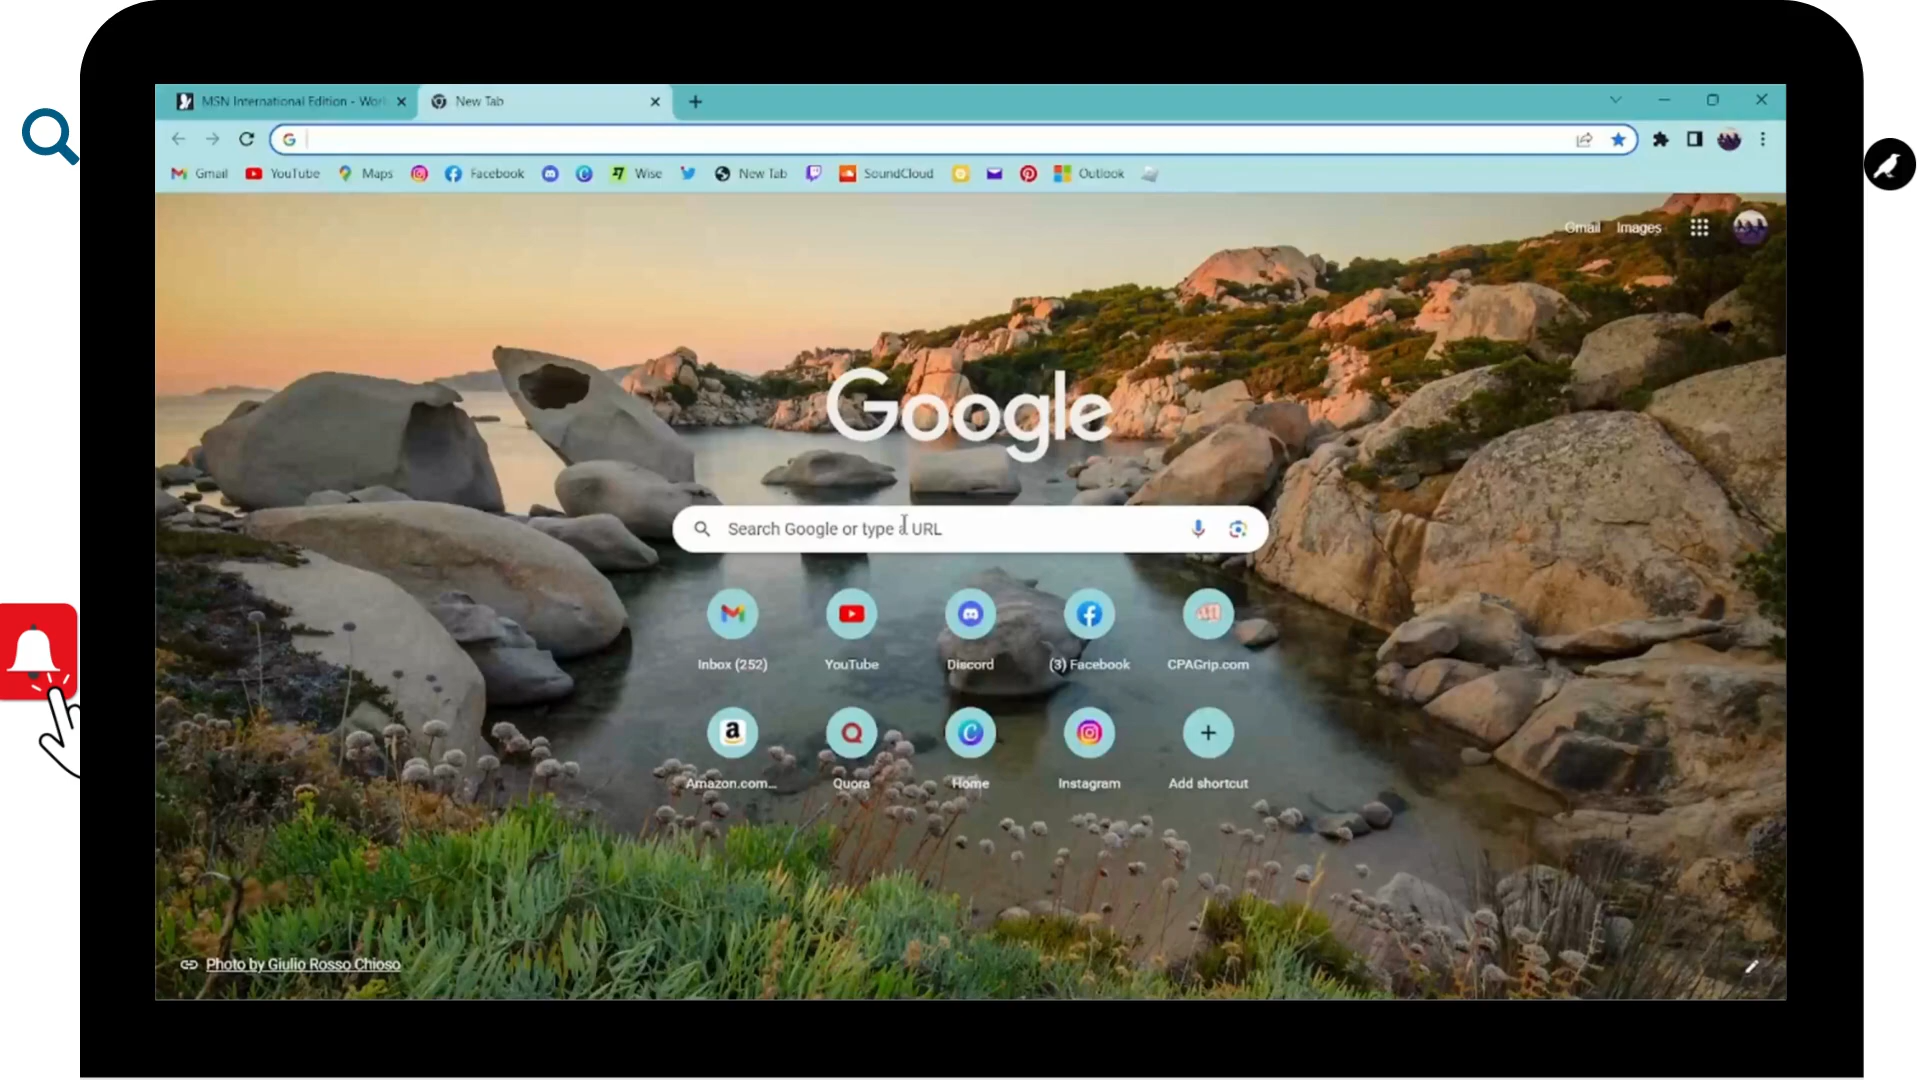 MSN International Edition - Worl
New Tab
Gmail
YouTube
Maps
Facebook
Wise
New Tab
SoundCloud
Outlook
Gmail Images
Google
Search Google or type a URL
Inbox (252)
YouTube
Discord
(3) Facebook
CPAGrip.com
Amazon.com...
Quora
Home
Instagram
Add shortcut
Photo by Giulio Rosso Chioso